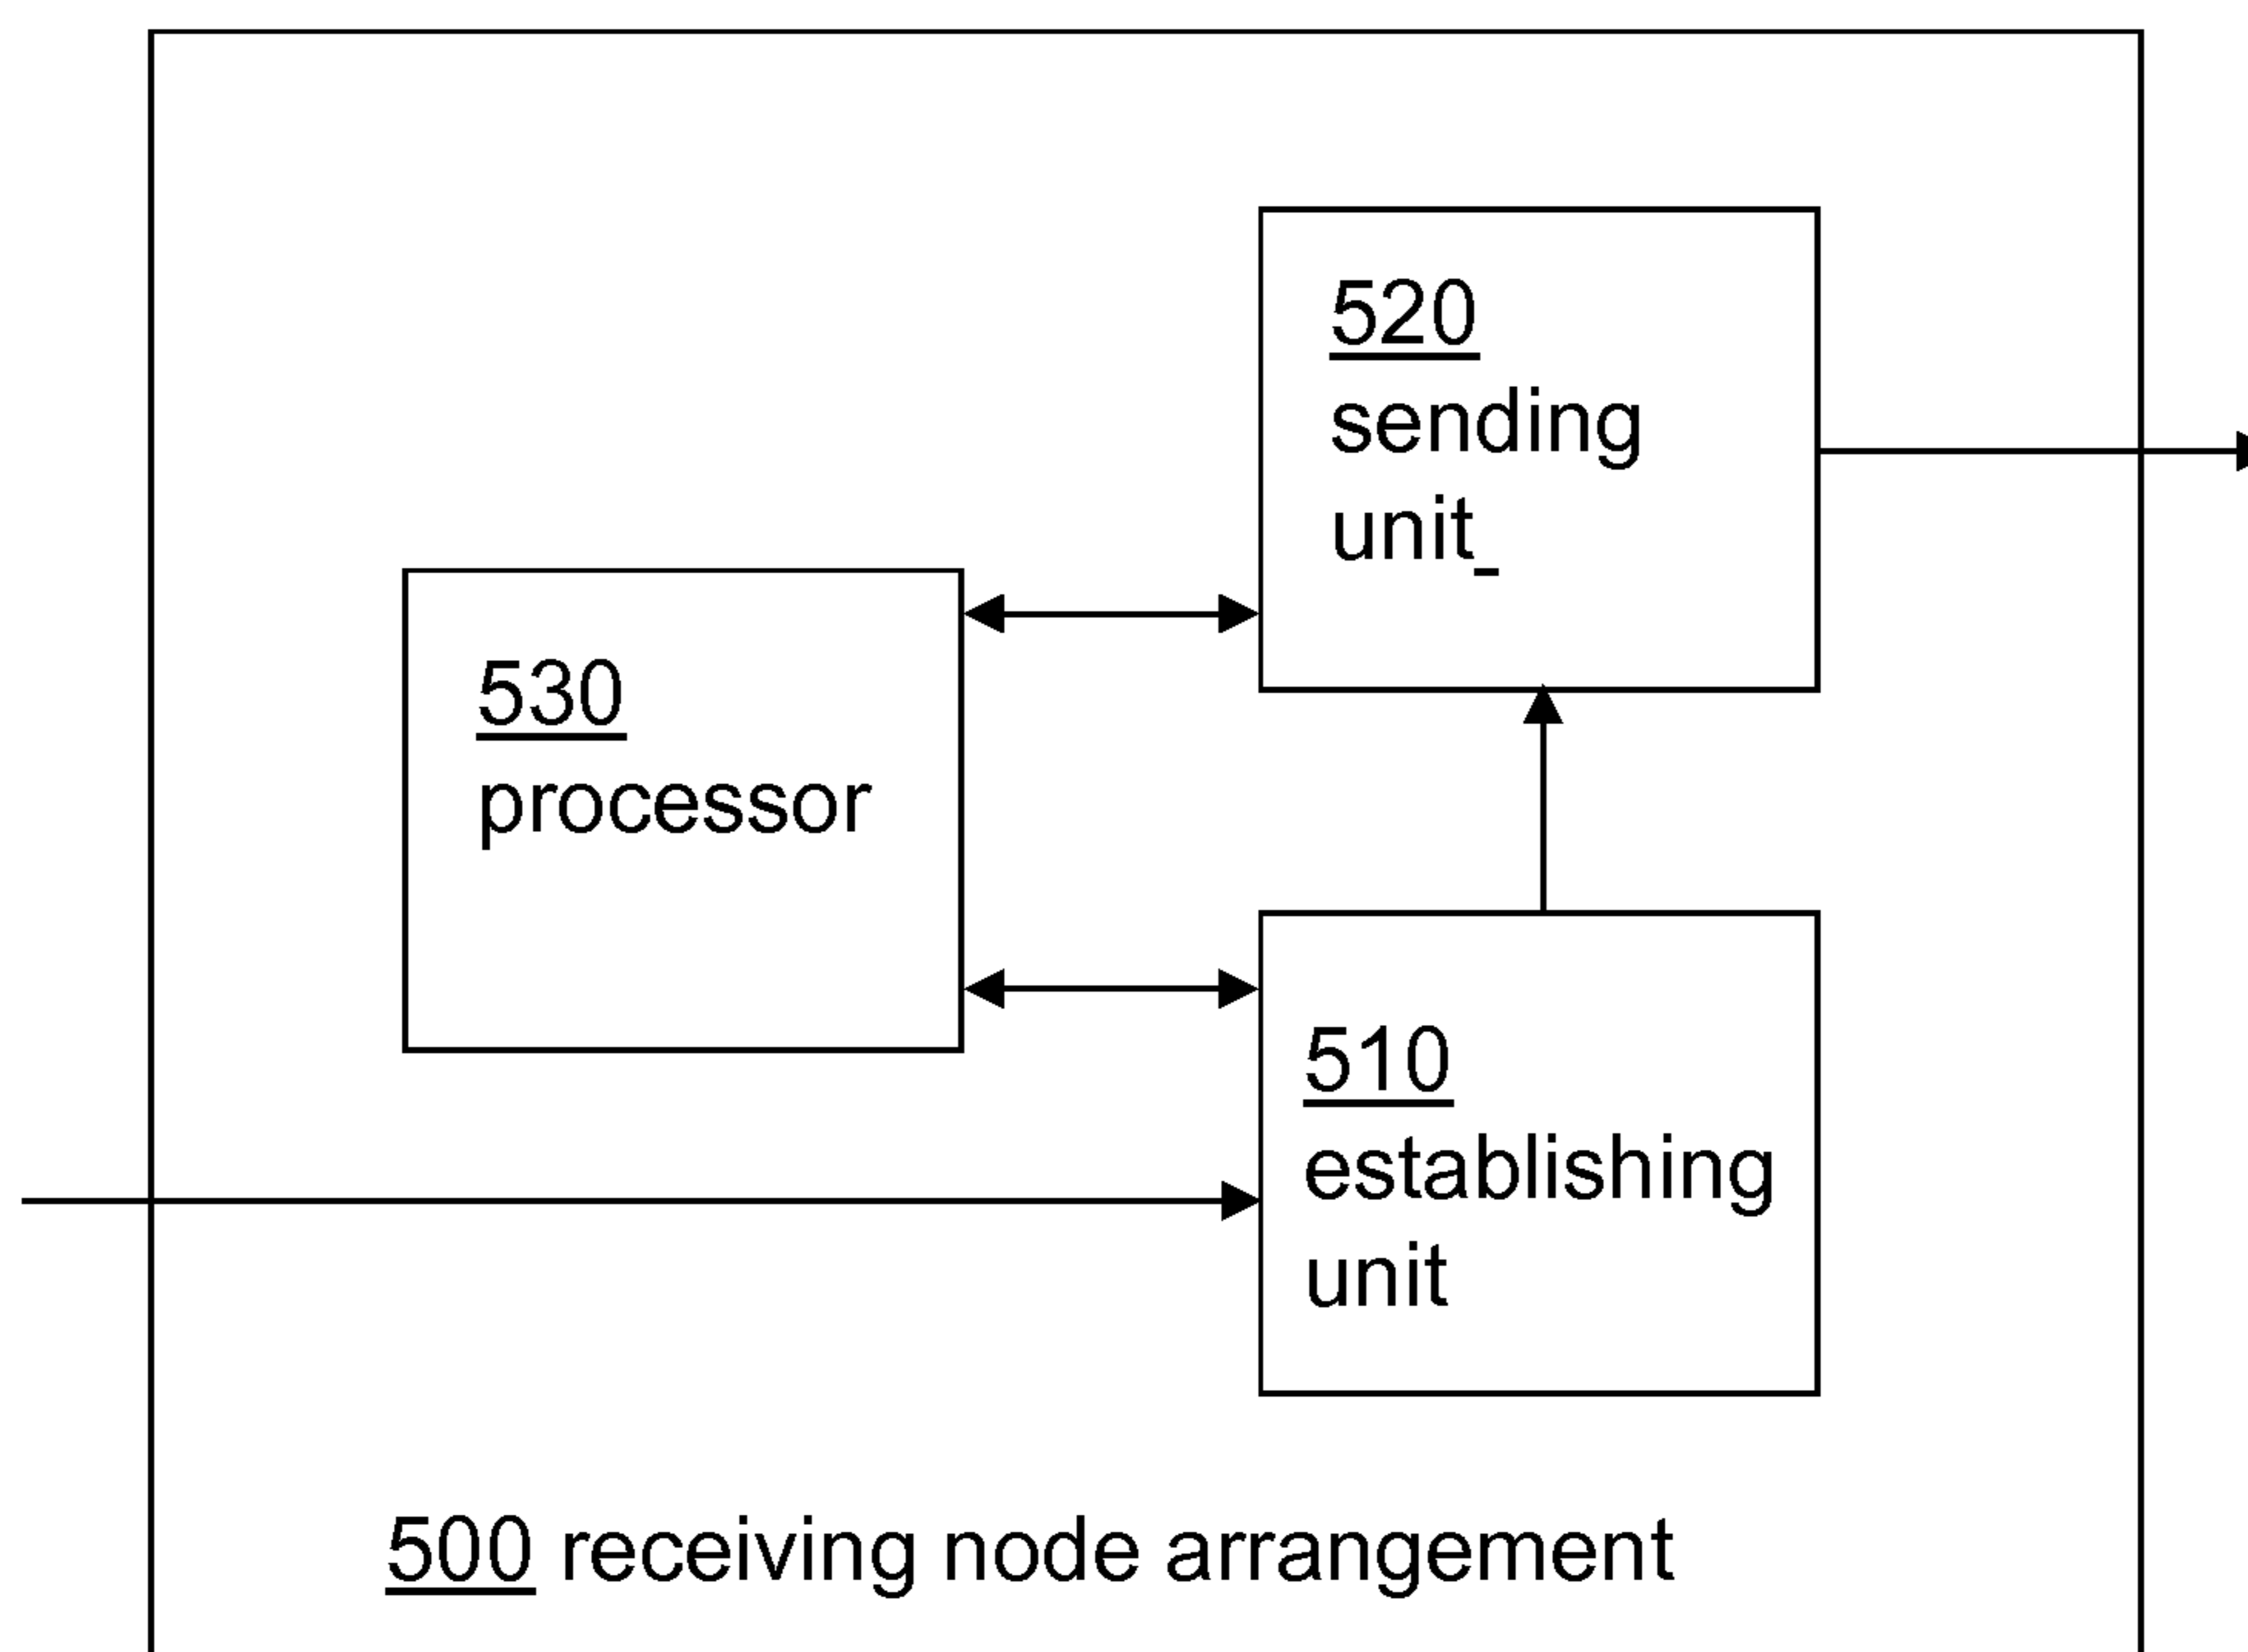 520
sending
unit_
530
processor
510
establishing
unit
500 receiving node arrangement